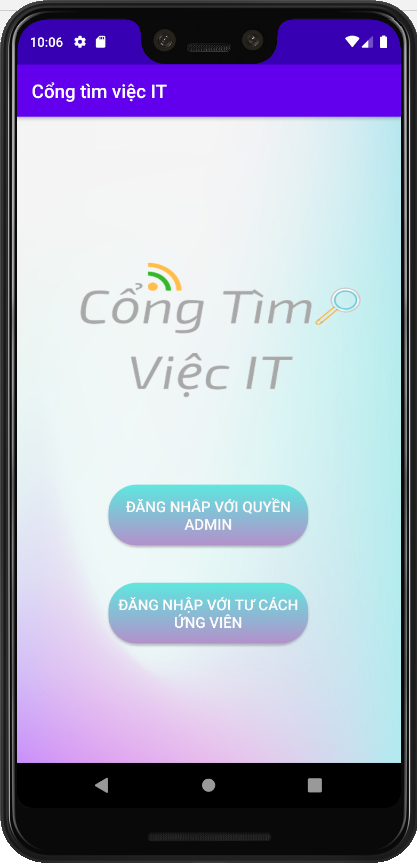 10:06
Cổng tìm việc IT
Cổng Tìm
Việc IT
ĐĂNG NHÂP VỚI QUYỀN
ADMIN
ĐĂNG NHẬP VỚI TƯ CÁCH
ỨNG VIÊN